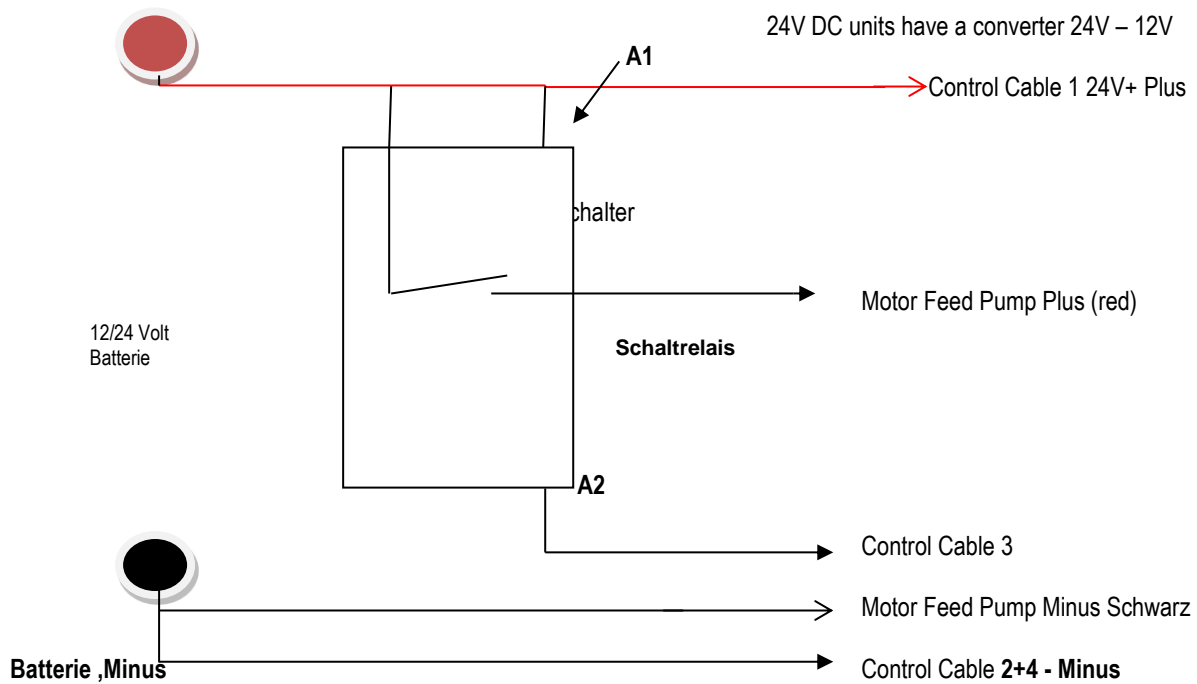 24V DC units have a converter 24V – 12V
A1
Control Cable 1 24V+ Plus
chalter
Motor Feed Pump Plus (red)
12/24 Volt
Batterie
Schaltrelais
A2
Control Cable 3
Motor Feed Pump Minus Schwarz
Batterie ,Minus
Control Cable 2+4 - Minus